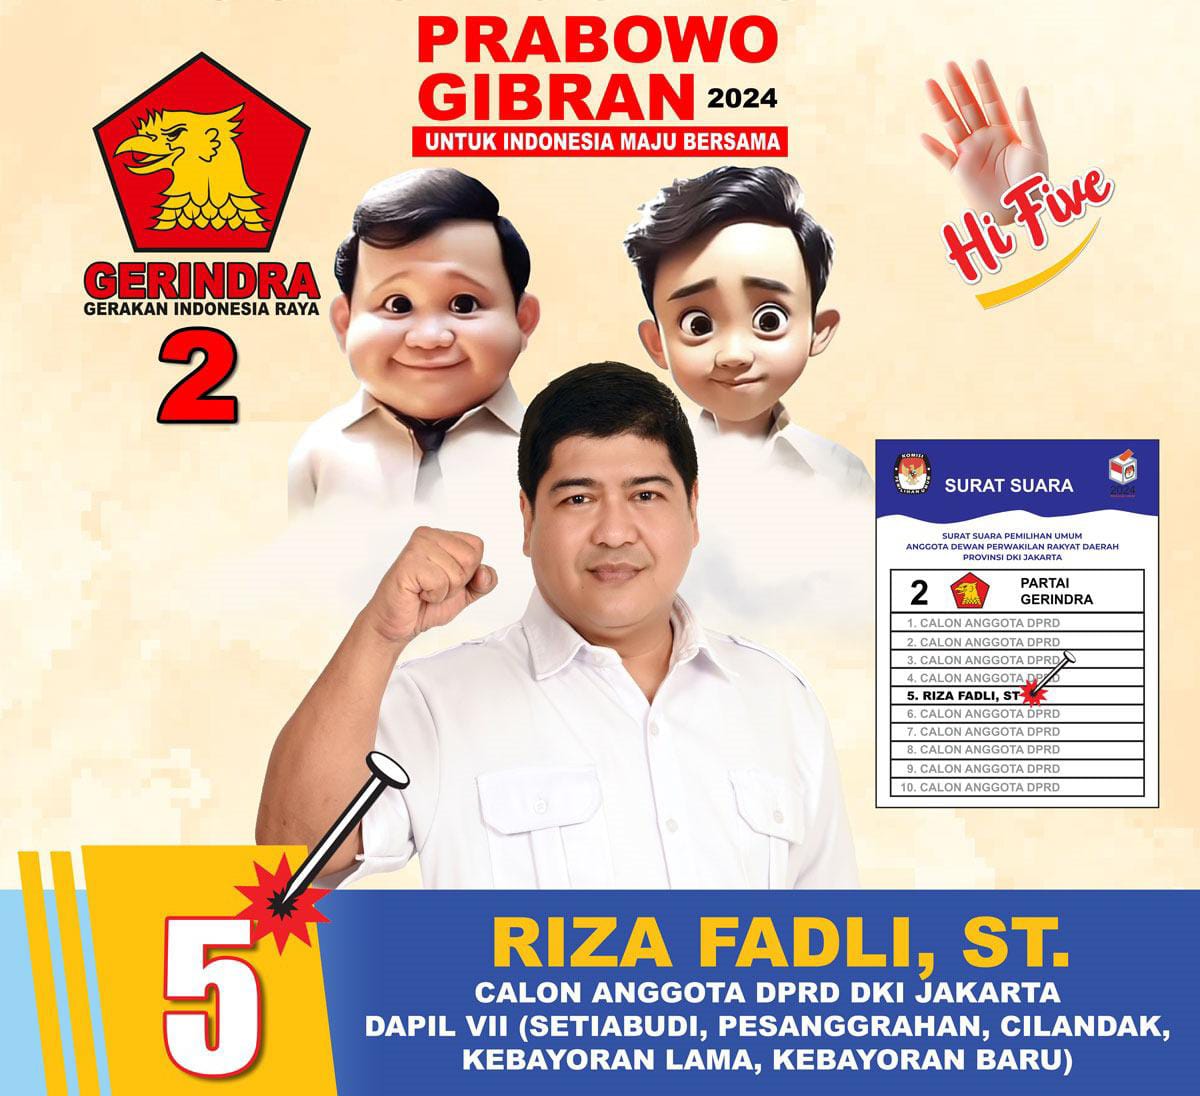 PRABOWO
GIBRAN 2024
UNTUK INDONESIA MAJU BERSAMA
GERINDRA
GERAKAN INDONESIA RAYA
2
Hi Five
KOMISI
PEMILIHAN UMUM
2024
SURAT SUARA
SURAT SUARA PEMILIHAN UMUM
ANGGOTA DEWAN PERWAKILAN RAKYAT DAERAH
PROVINSI DKI JAKARTA
2 PARTAI
GERINDRA
1. CALON ANGGOTA DPRD
2. CALON ANGGOTA DPRD
3. CALON ANGGOTA DPRD
4. CALON ANGGOTA DPRD
5. RIZA FADLI, ST
6. CALON ANGGOTA DPRD
7. CALON ANGGOTA DPRD
8. CALON ANGGOTA DPRD
9. CALON ANGGOTA DPRD
10. CALON ANGGOTA DPRD
5
RIZA FADLI, ST.
CALON ANGGOTA DPRD DKI JAKARTA
DAPIL VII (SETIABUDI, PESANGGRAHAN, CILANDAK,
KEBAYORAN LAMA, KEBAYORAN BARU)